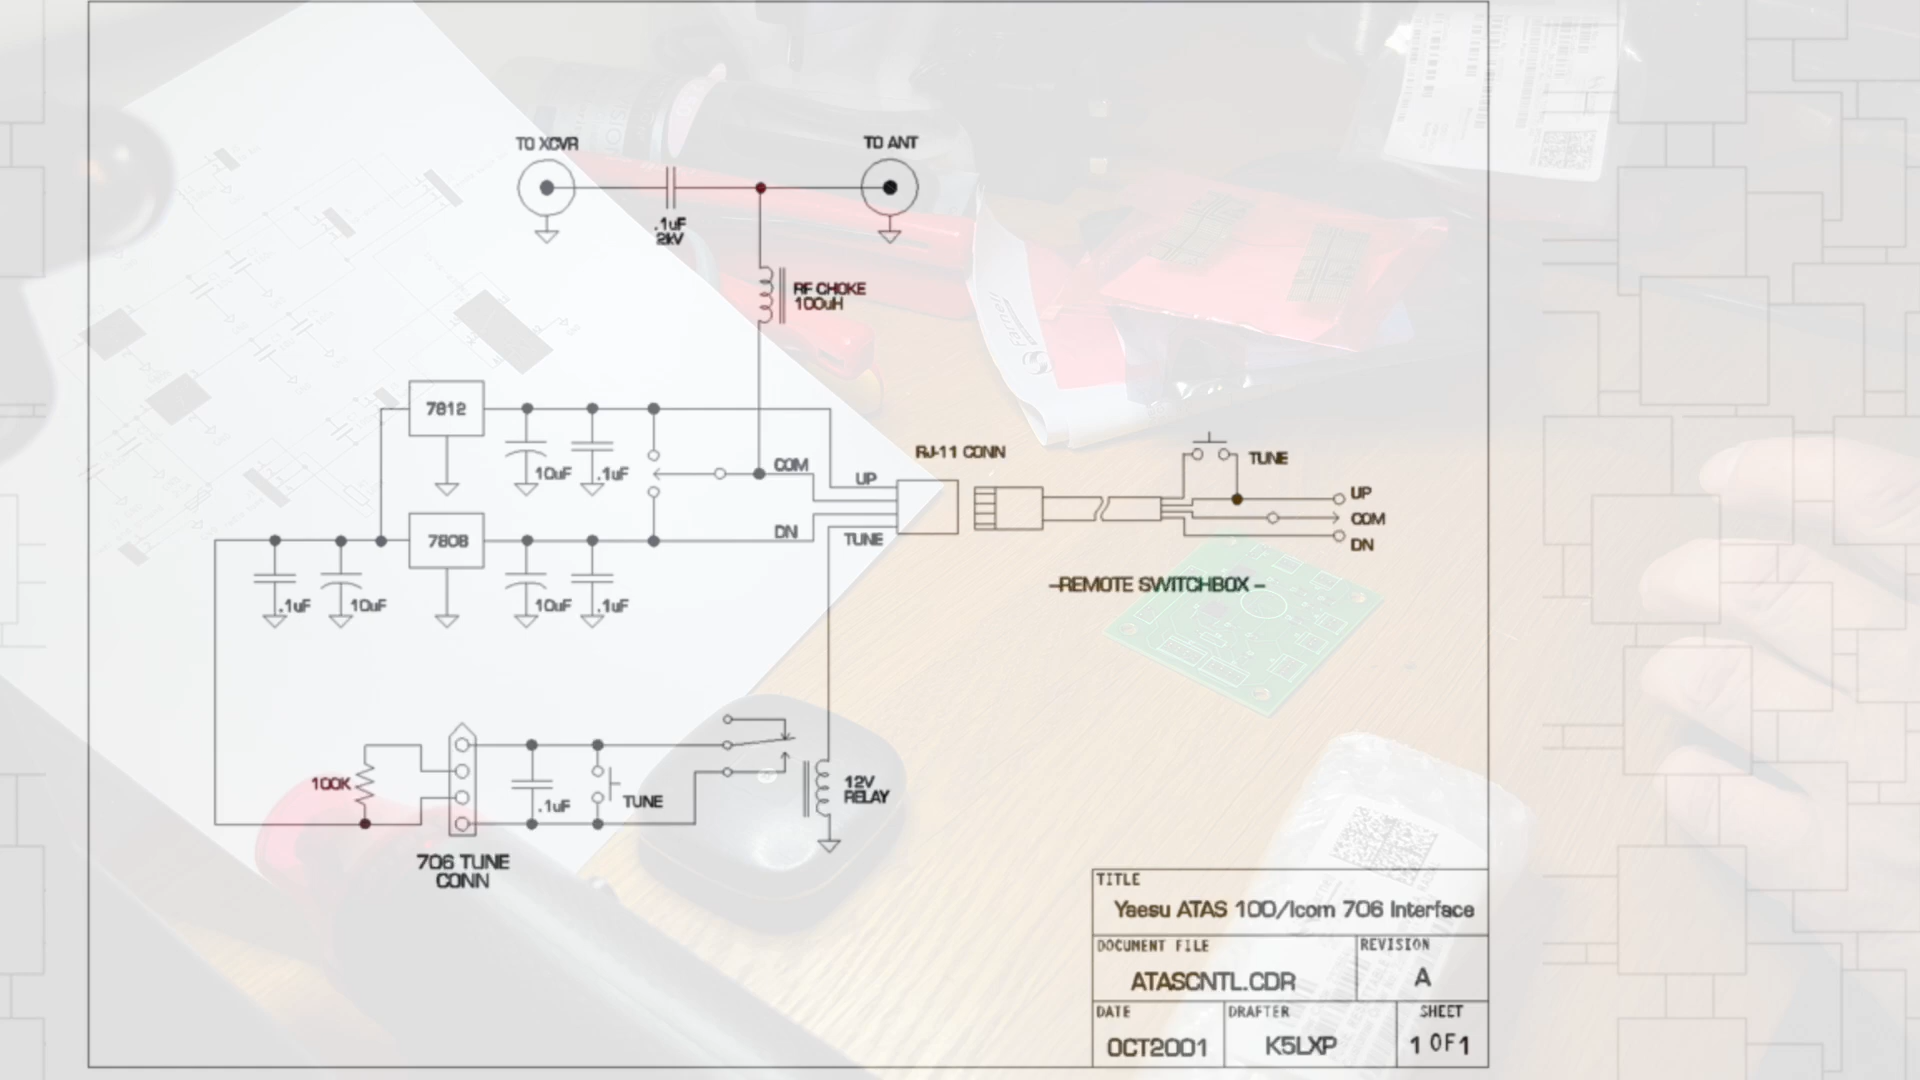 TO XCVR
TO ANT
.1uF
2kV
RF CHOKE
100uH
7812
10uF
.1uF
COM
UP
RJ-11 CONN
TUNE
UP
COM
DN
7808
DN
TUNE
.1uF
10uF
10uF
.1uF
–REMOTE SWITCHBOX –
100K
.1uF
TUNE
12V
RELAY
706 TUNE
CONN
TITLE
Yaesu ATAS 100/Icom 706 Interface
DOCUMENT FILE
REVISION
ATASCNTL.CDR
A
DATE
DRAFTER
SHEET
OCT2001
K5LXP
1 OF 1
Farnell